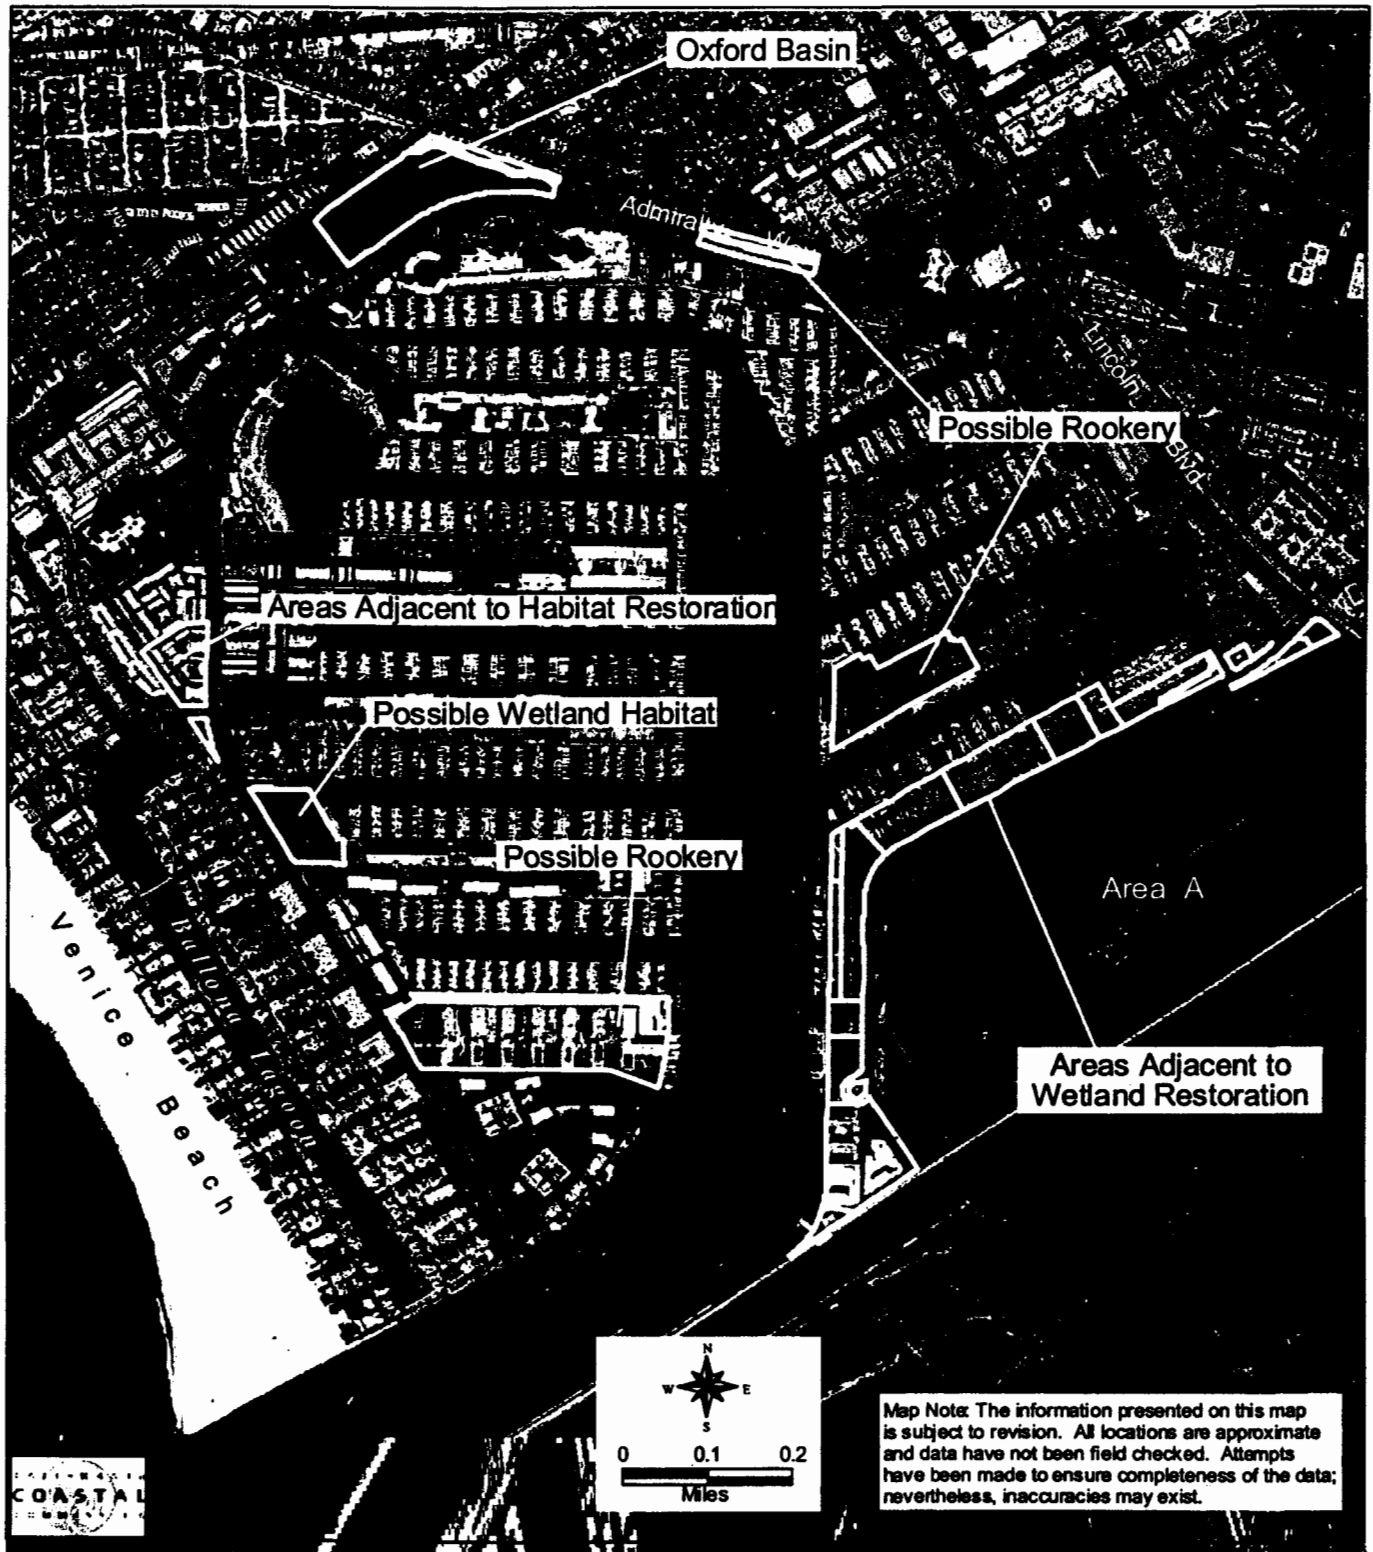 Oxford Basin
Admiralty Way
Lincoln Blvd
Possible Rookery
Areas Adjacent to Habitat Restoration
Possible Wetland Habitat
Possible Rookery
Area A
Venice Beach
Ballona Lagoon
Areas Adjacent to
Wetland Restoration
N
W E
S
0 0.1 0.2
Miles
Map Note: The information presented on this map
is subject to revision. All locations are approximate
and data have not been field checked. Attempts
have been made to ensure completeness of the data;
nevertheless, inaccuracies may exist.
COASTAL